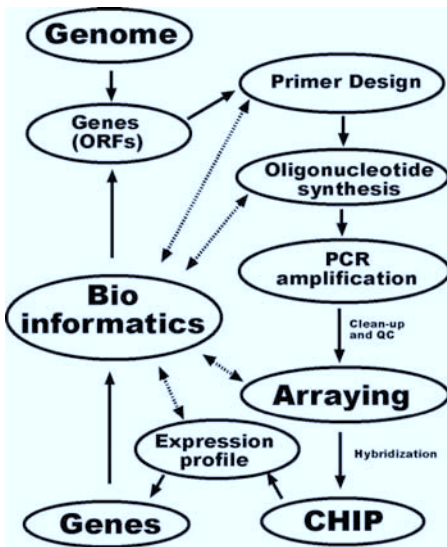 Genome
Primer Design
Genes
(ORFs)
Oligonucleotide
synthesis
PCR
amplification
Bio
informatics
Clean-up
and QC
Arraying
Expression
profile
Hybridization
Genes
CHIP